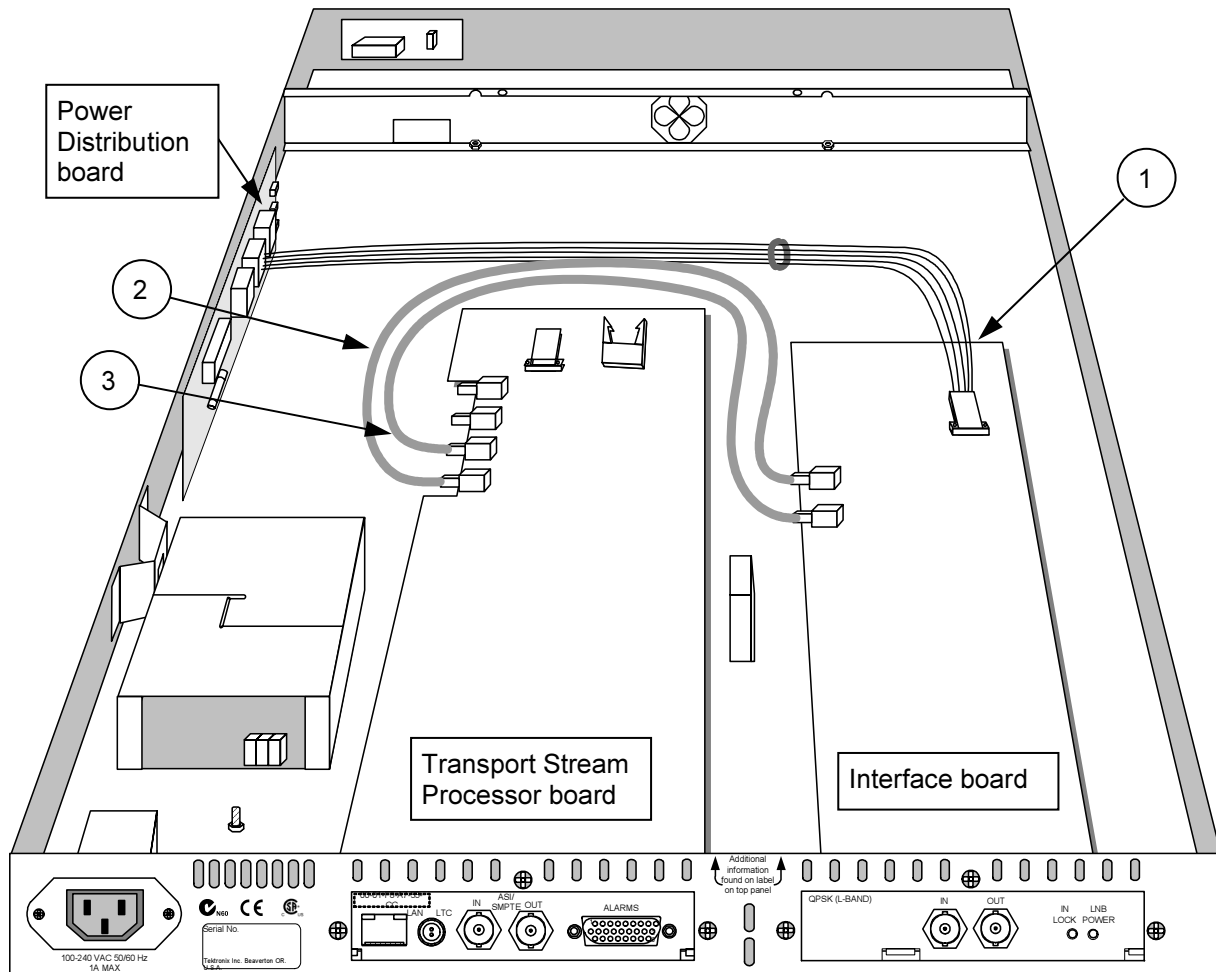 Power
Distribution
board
1
2
3
Transport Stream
Processor board
Interface board
Additional
information
found on label
on top panel
N60
CE
C US
Serial No.
Tektronix Inc. Beaverton OR.
U.S.A.
100-240 VAC 50/60 Hz
1A MAX
LAN
LTC
ASI/
SMPTE
IN
OUT
ALARMS
QPSK (L-BAND)
IN
OUT
IN
LOCK
LNB
POWER